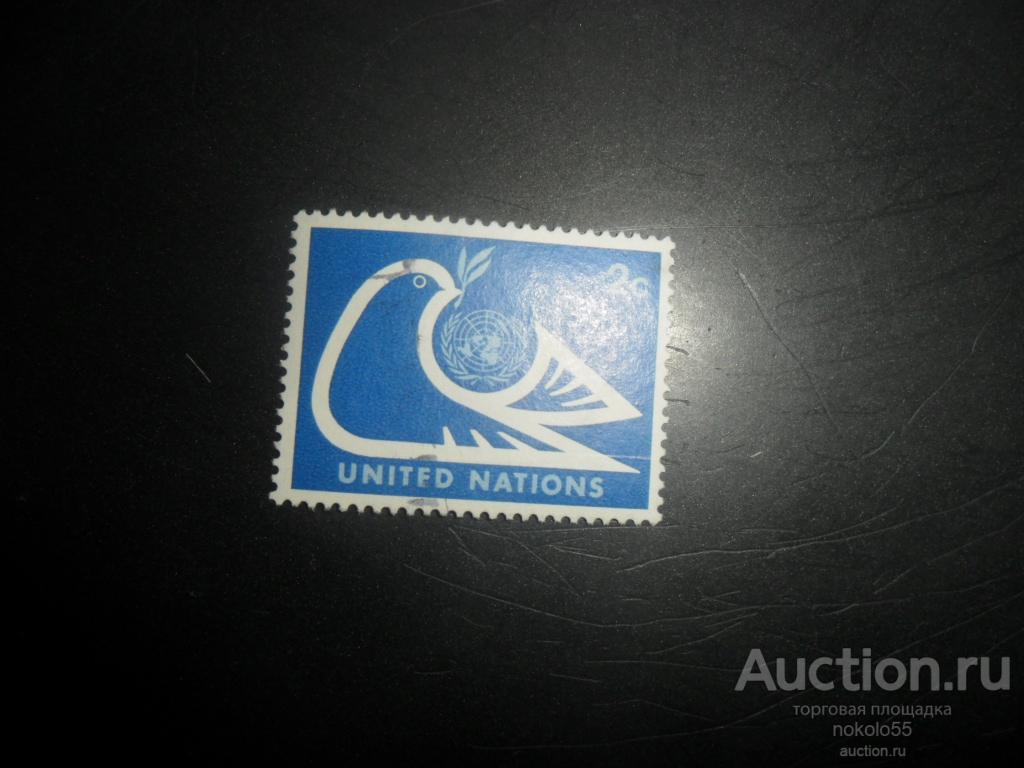 2c
UNITED NATIONS
Auction.ru
торговая площадка
nokolo55
auction.ru